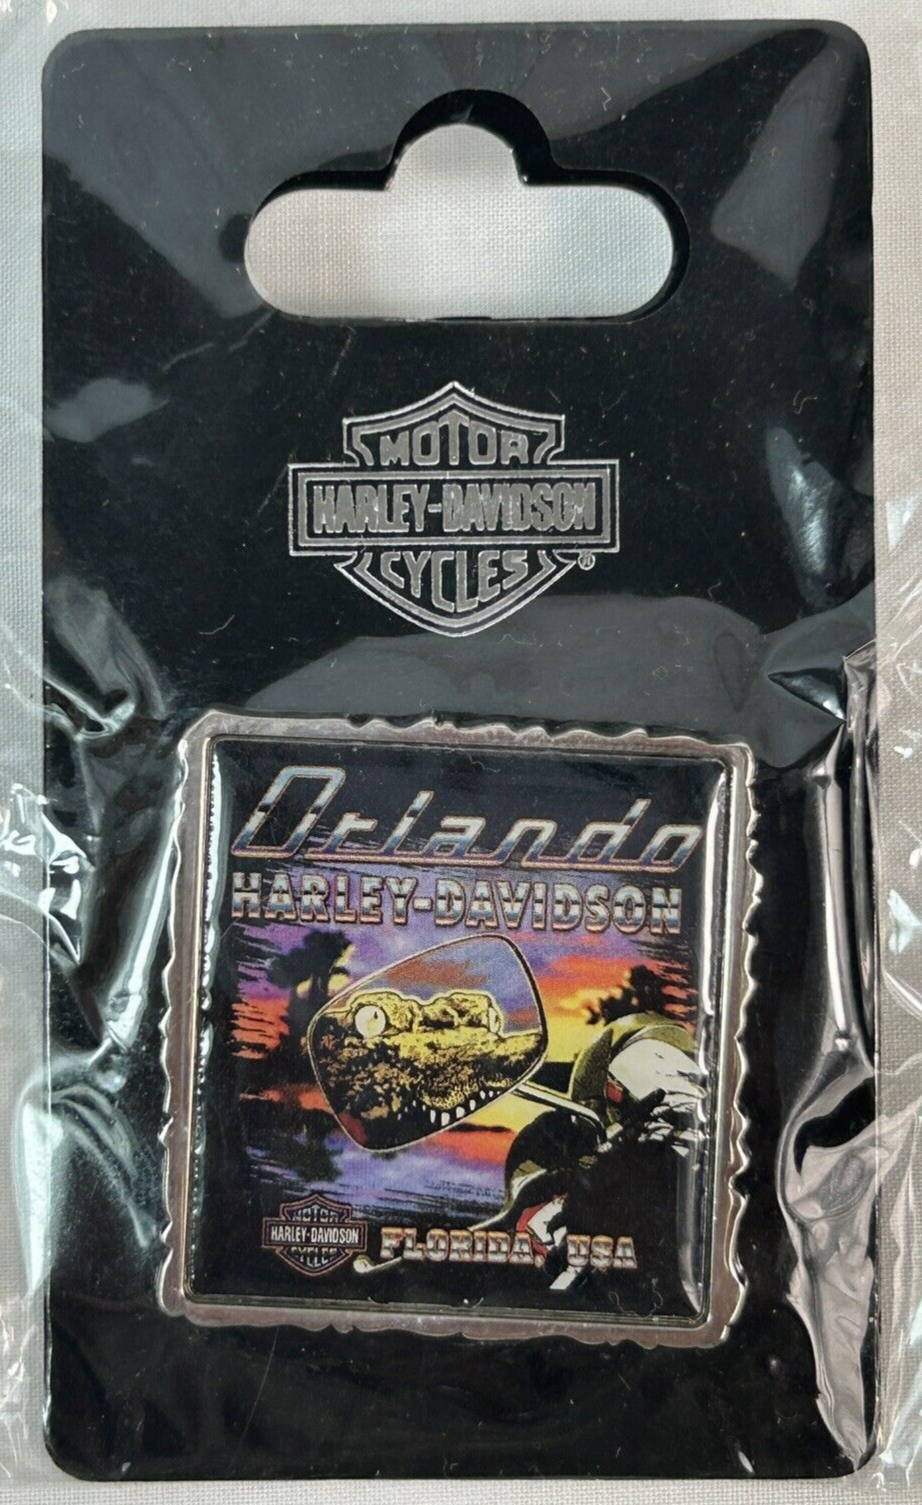 MOTOR
HARLEY-DAVIDSON
CYCLES
®
Orlando
HARLEY-DAVIDSON
MOTOR
HARLEY-DAVIDSON
CYCLES
FLORIDA, USA